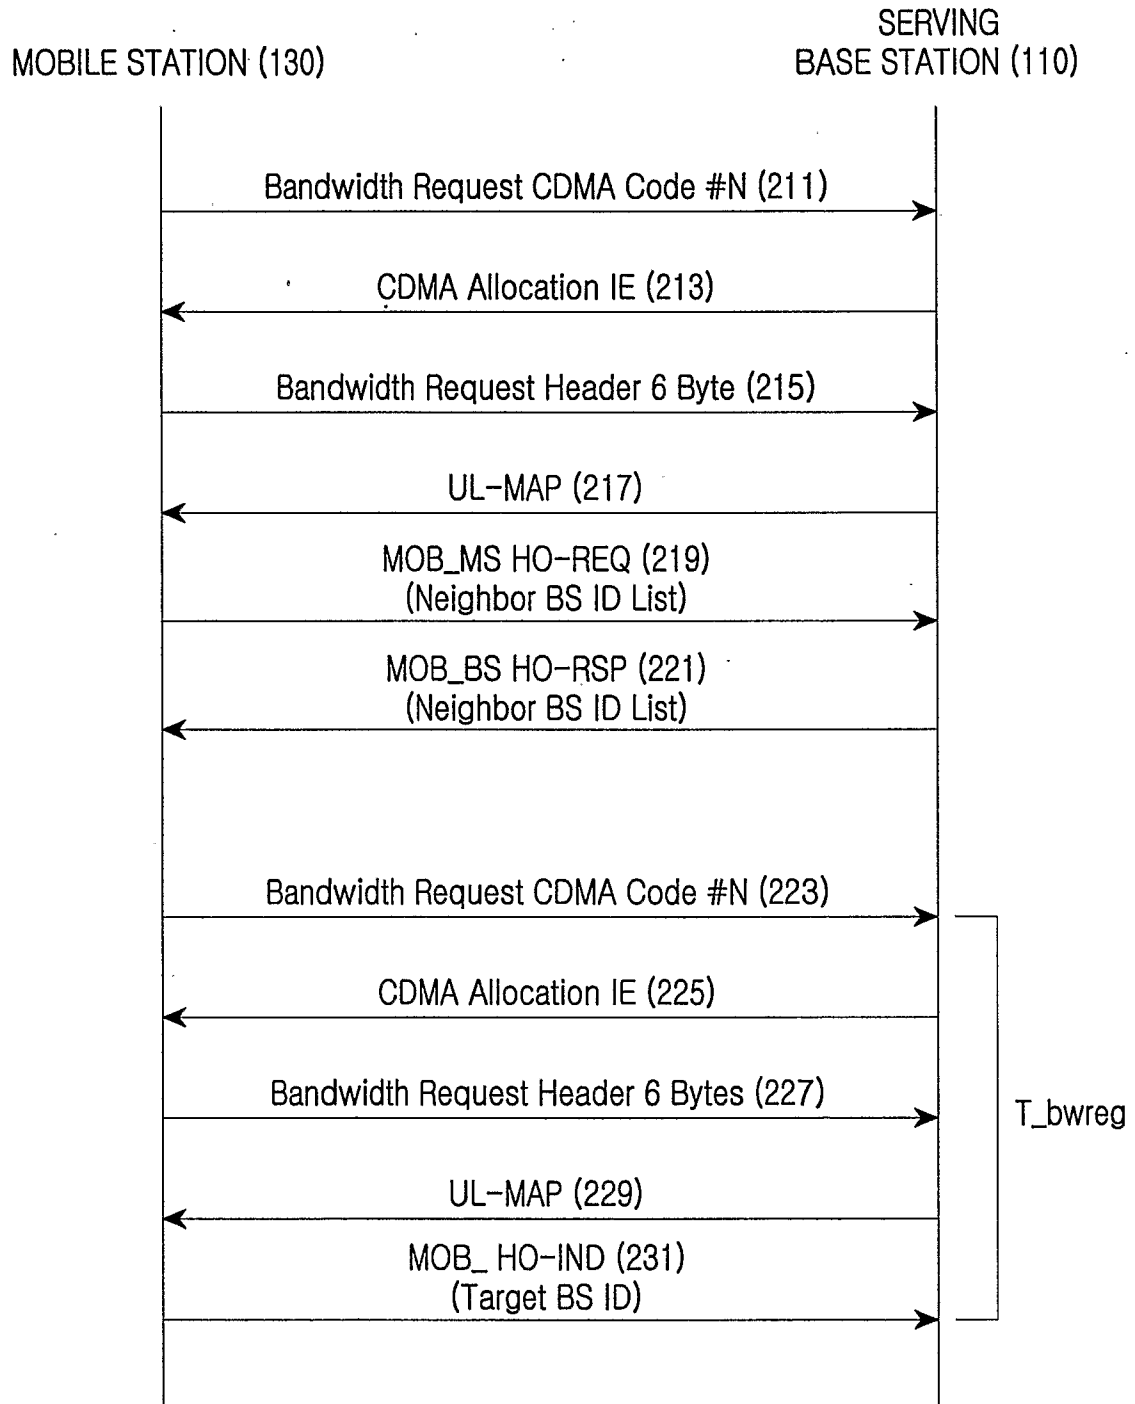 SERVING
MOBILE STATION (130)
BASE STATION (110)
Bandwidth Request CDMA Code #N (211)
CDMA Allocation IE (213)
Bandwidth Request Header 6 Byte (215)
UL-MAP (217)
MOB_MS HO-REQ (219)
(Neighbor BS ID List)
MOB_BS HO-RSP (221)
(Neighbor BS ID List)
Bandwidth Request CDMA Code #N (223)
CDMA Allocation IE (225)
Bandwidth Request Header 6 Bytes (227)
T_bwreg
UL-MAP (229)
MOB_ HO-IND (231)
(Target BS ID)